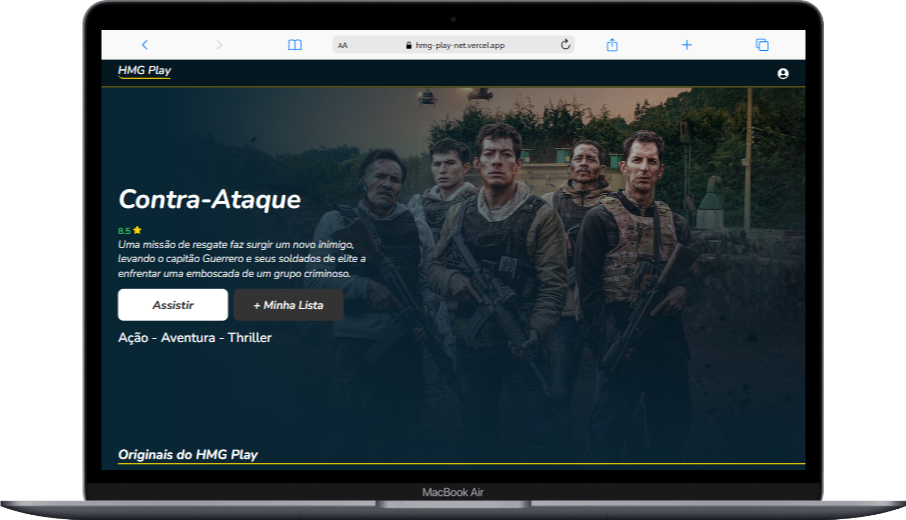 AA hmg-play-net.vercel.app
HMG Play
Contra-Ataque
8.5
Uma missão de resgate faz surgir um novo inimigo,
levando o capitão Guerrero e seus soldados de elite a
enfrentar uma emboscada de um grupo criminoso.
Assistir
+ Minha Lista
Ação - Aventura - Thriller
Originais do HMG Play
MacBook Air